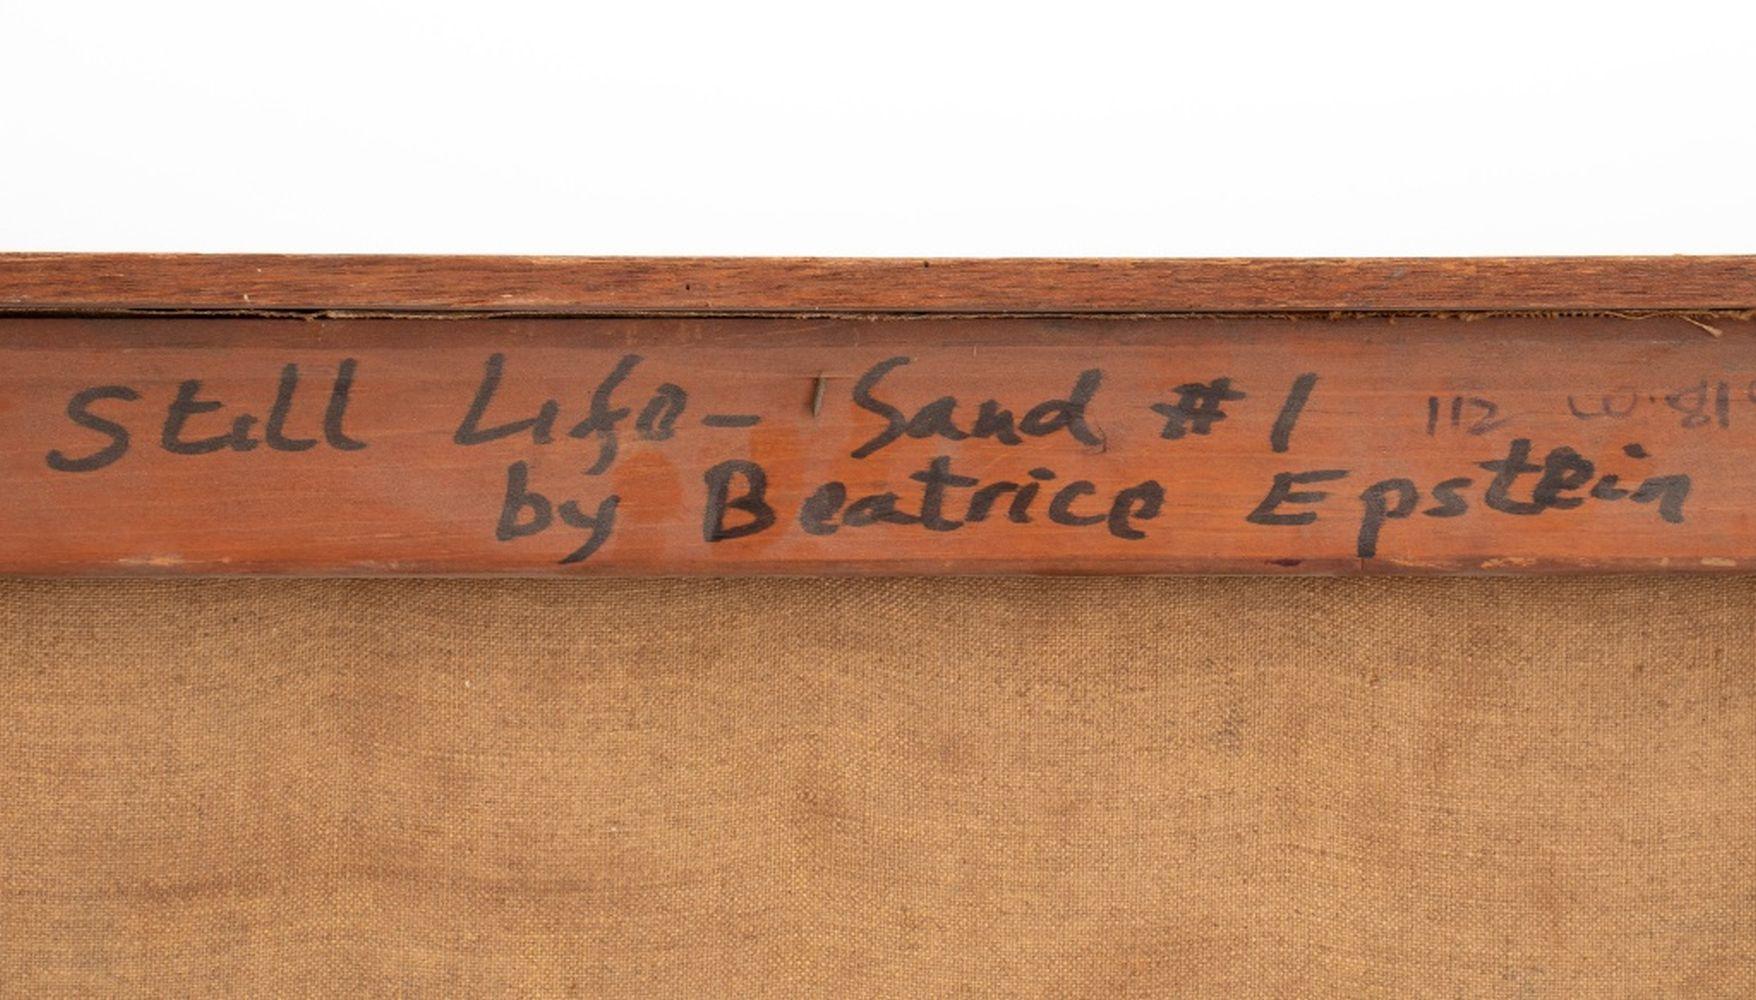 Still Life - Sand #1
by Beatrice Epstein